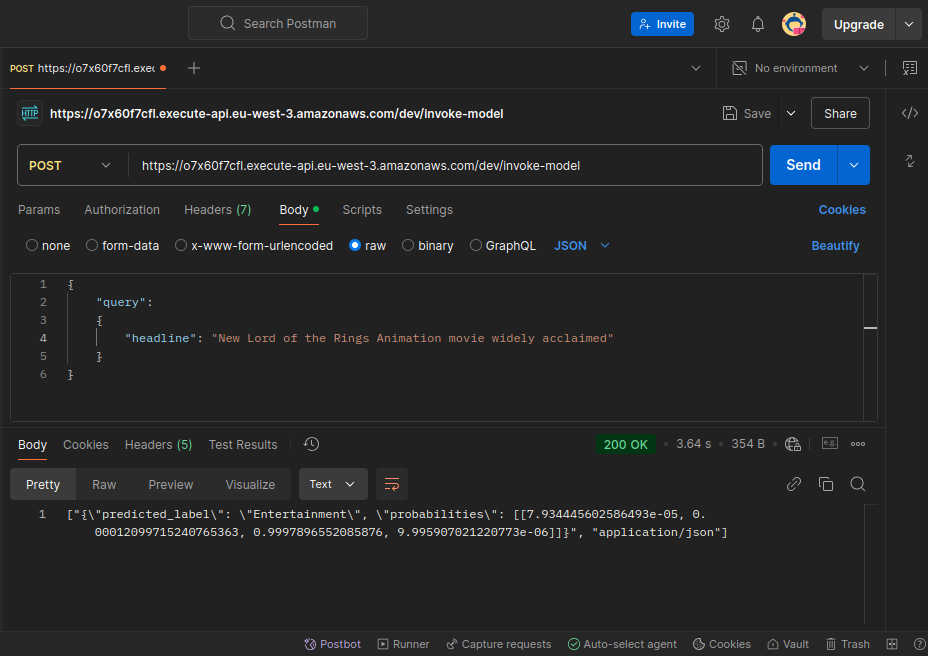 Search Postman
Invite
Upgrade
POST https://o7x60f7cfl.exec
No environment
HTTP
https://o7x60f7cfl.execute-api.eu-west-3.amazonaws.com/dev/invoke-model
Save
Share
POST
https://o7x60f7cfl.execute-api.eu-west-3.amazonaws.com/dev/invoke-model
Send
Params Authorization Headers (7) Body Scripts Settings Cookies
none form-data x-www-form-urlencoded raw binary GraphQL JSON Beautify
1 {
2 "query":
3 {
4 "headline": "New Lord of the Rings Animation movie widely acclaimed"
5 }
6 }
Body Cookies Headers (5) Test Results 200 OK 3.64 s 354 B e.g.
Pretty Raw Preview Visualize Text
1 ["{\"predicted_label\": \"Entertainment\", \"probabilities\": [[7.934445602586493e-05, 0.
00012099715240765363, 0.9997896552085876, 9.995907021220773e-06]]}", "application/json"]
Postbot Runner Capture requests Auto-select agent Cookies Vault Trash